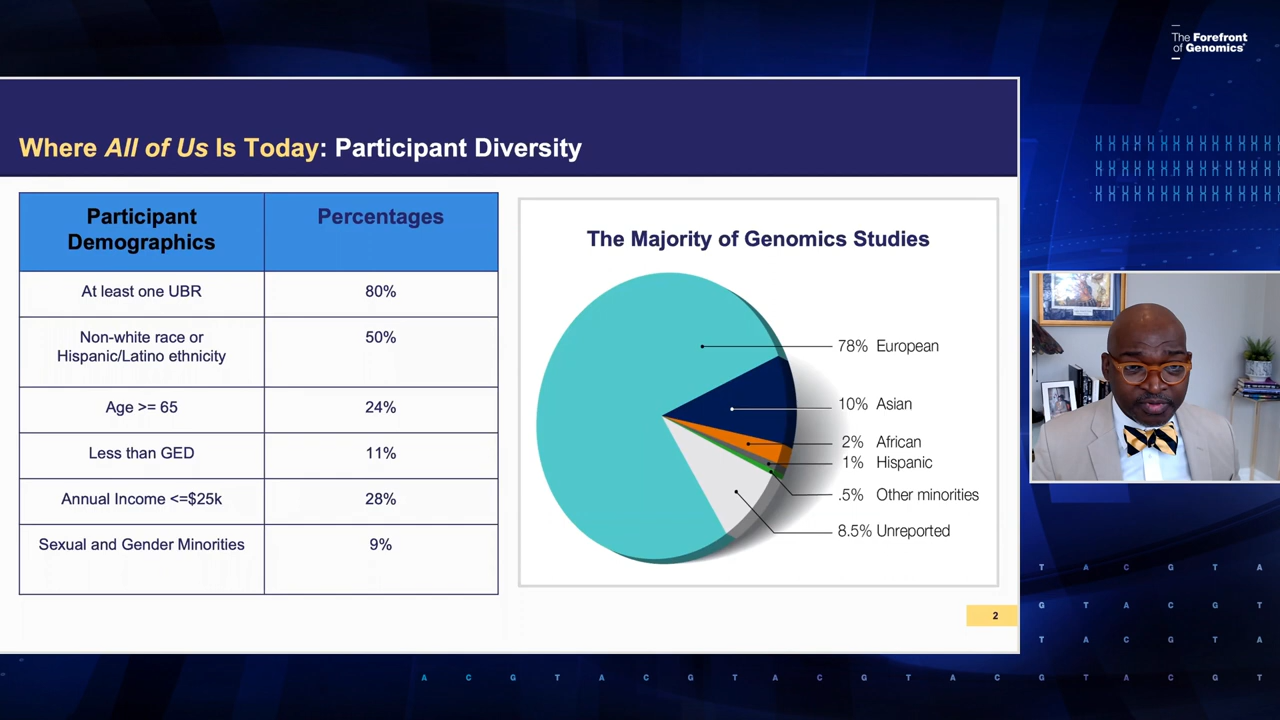 The Forefront
of Genomics®
Where All of Us Is Today: Participant Diversity
Participant
Demographics
Percentages
At least one UBR
80%
Non-white race or
Hispanic/Latino ethnicity
50%
Age >= 65
24%
Less than GED
11%
Annual Income <=$25k
28%
Sexual and Gender Minorities
9%
The Majority of Genomics Studies
78% European
10% Asian
2% African
1% Hispanic
.5% Other minorities
8.5% Unreported
2
T A C G T A
G T A C G T
T A C G T A
A C G T A C G T A C G T A C G T A C G T